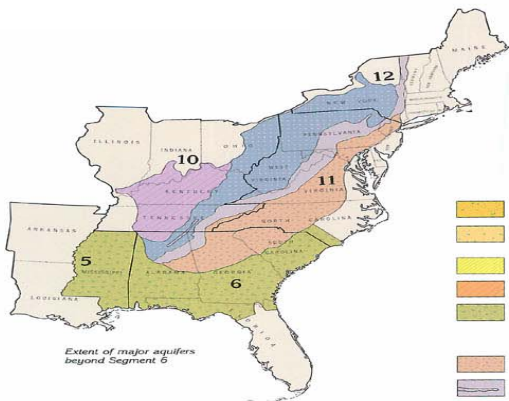 MAINE
12
NEW YORK
PENNSYLVANIA
ILLINOIS
INDIANA
OHIO
10
WEST
VIRGINIA
11
VIRGINIA
KENTUCKY
TENNESSEE
NORTH CAROLINA
ARKANSAS
SOUTH
CAROLINA
5
MISSISSIPPI
ALABAMA
GEORGIA
6
LOUISIANA
FLORIDA
Extent of major aquifers
beyond Segment 6